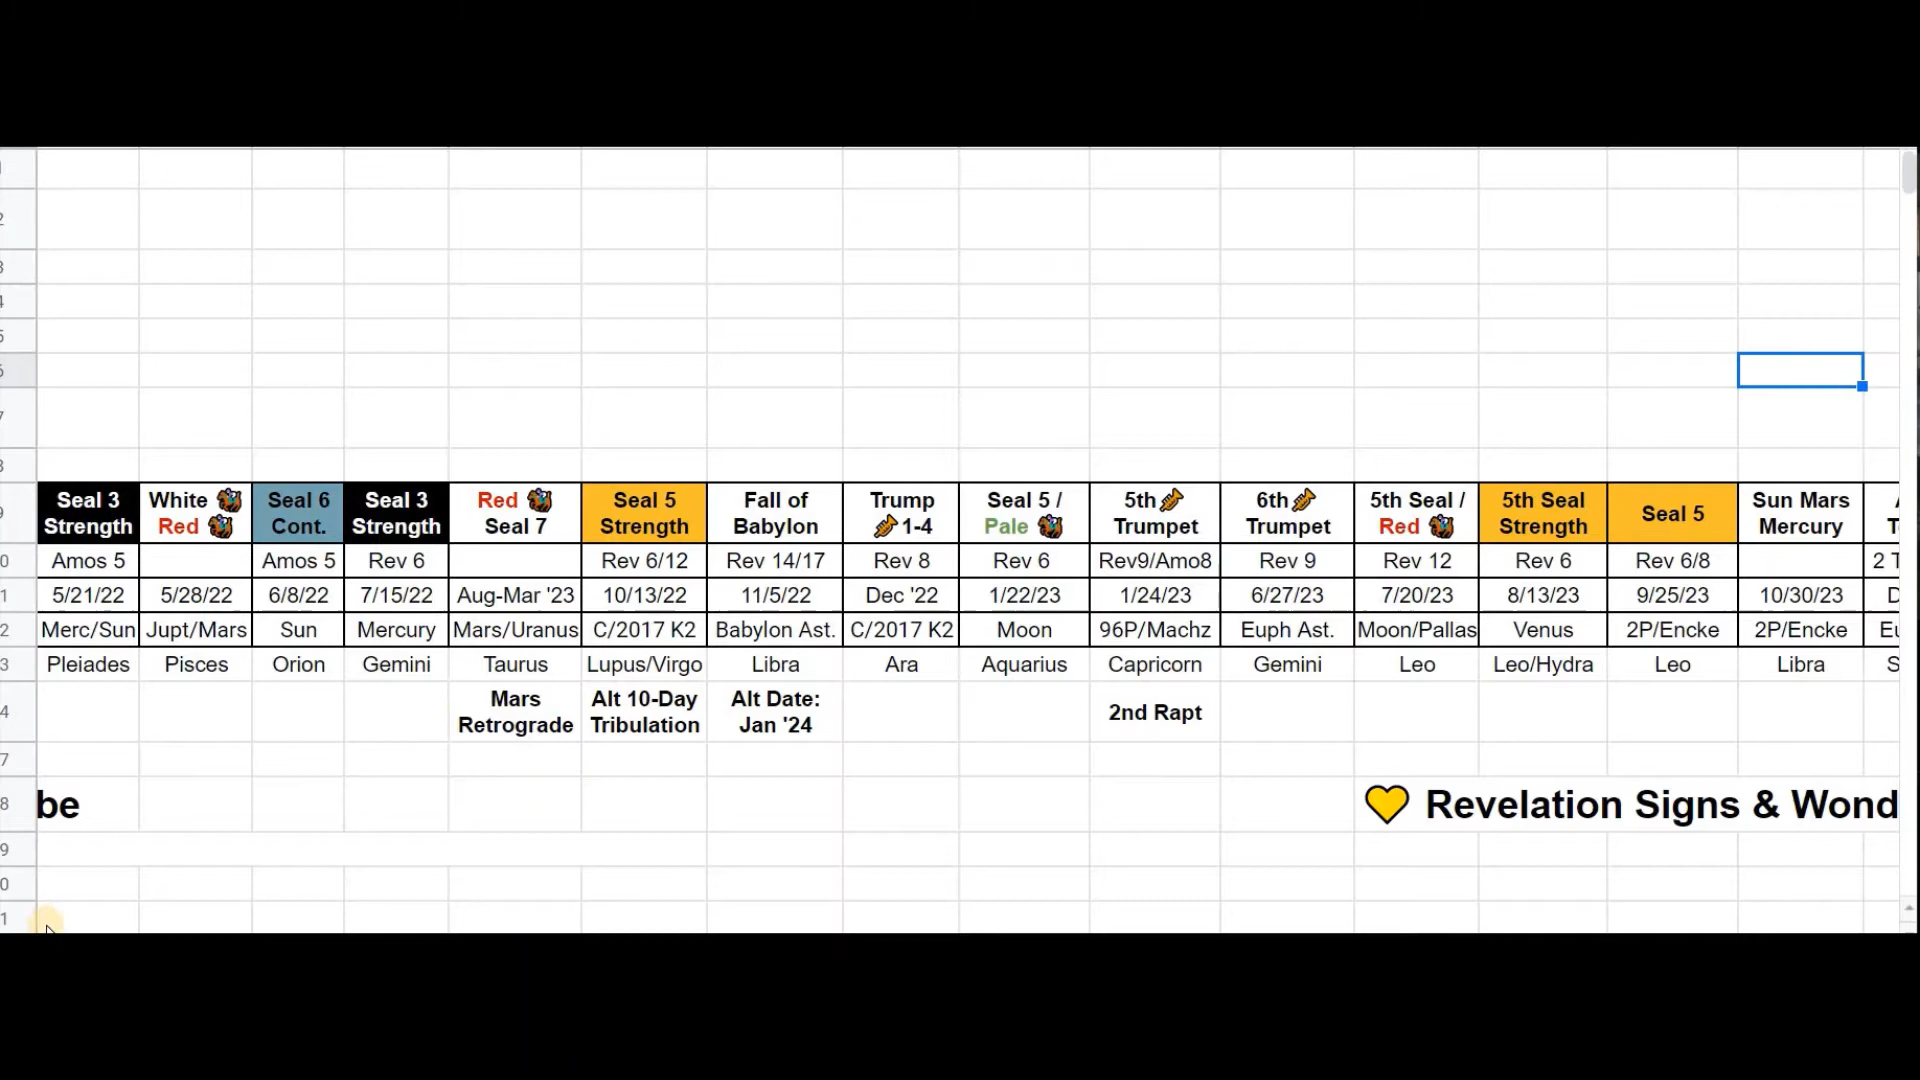 Seal 3 Strength White Red Seal 6 Cont. Seal 3 Strength Red Seal 7 Seal 5 Strength Fall of Babylon Trump 1-4 Seal 5 / Pale 5th Trumpet 6th Trumpet 5th Seal / Red 5th Seal Strength Seal 5 Sun Mars Mercury
Amos 5 Amos 5 Rev 6 Rev 6/12 Rev 14/17 Rev 8 Rev 6 Rev9/Amo8 Rev 9 Rev 12 Rev 6 Rev 6/8 2
5/21/22 5/28/22 6/8/22 7/15/22 Aug-Mar '23 10/13/22 11/5/22 Dec '22 1/22/23 1/24/23 6/27/23 7/20/23 8/13/23 9/25/23 10/30/23
Merc/Sun Jupt/Mars Sun Mercury Mars/Uranus C/2017 K2 Babylon Ast. C/2017 K2 Moon 96P/Machz Euph Ast. Moon/Pallas Venus 2P/Encke 2P/Encke
Pleiades Pisces Orion Gemini Taurus Lupus/Virgo Libra Ara Aquarius Capricorn Gemini Leo Leo/Hydra Leo Libra
Mars Retrograde Alt 10-Day Tribulation Alt Date: Jan '24 2nd Rapt
be Revelation Signs & Wond